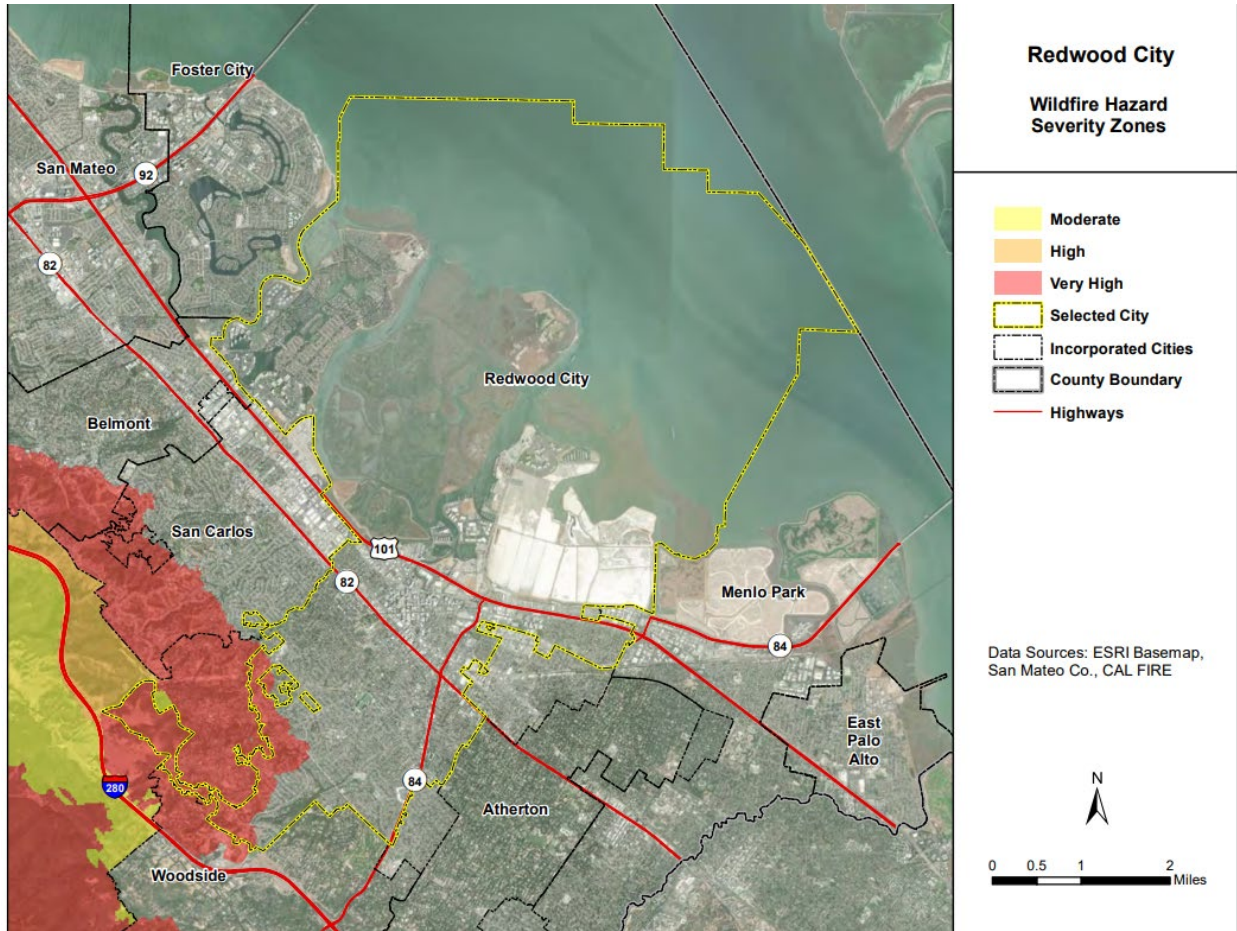 Redwood City
Wildfire Hazard
Severity Zones
Moderate
High
Very High
Selected City
Incorporated Cities
County Boundary
Highways
Data Sources: ESRI Basemap,
San Mateo Co., CAL FIRE
N
0 0.5 1 2
Miles
Foster City
San Mateo
92
82
Redwood City
Belmont
San Carlos
101
82
Menlo Park
84
East
Palo
Alto
280
84
Atherton
Woodside